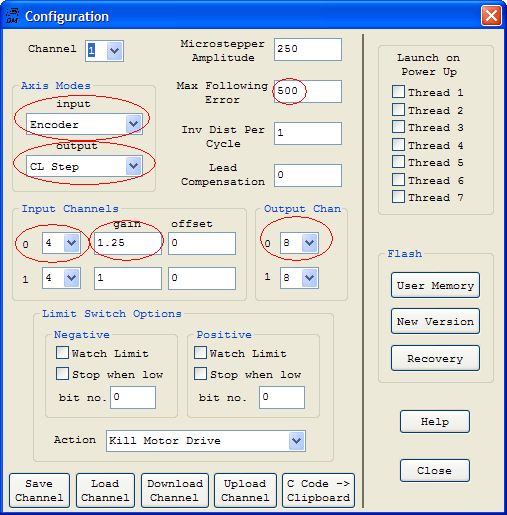 Configuration
Channel 1
Microstepper Amplitude 250
Axis Modes
input
Encoder
output
CL Step
Max Following Error 500
Inv Dist Per Cycle 1
Lead Compensation 0
Launch on Power Up
Thread 1
Thread 2
Thread 3
Thread 4
Thread 5
Thread 6
Thread 7
Input Channels
gain offset
0 4 1.25 0
1 4 1 0
Output Chan
0 8
1 8
Limit Switch Options
Negative
Watch Limit
Stop when low
bit no. 0
Positive
Watch Limit
Stop when low
bit no. 0
Action Kill Motor Drive
Flash
User Memory
New Version
Recovery
Help
Close
Save Channel
Load Channel
Download Channel
Upload Channel
C Code -> Clipboard